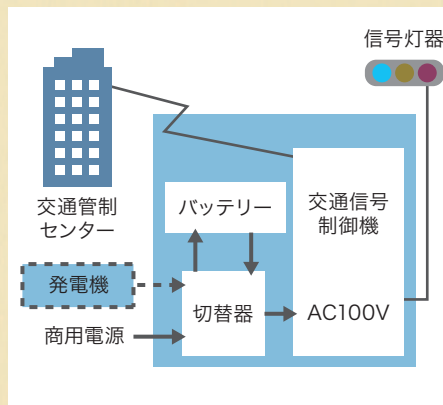 信号灯器
交通管制
センター
バッテリー
交通信号
制御機
発電機
切替器
AC100V
商用電源